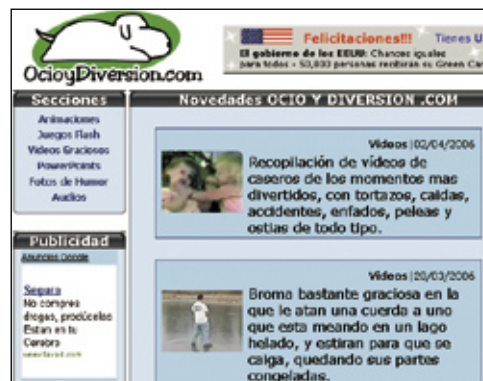 Felicitaciones!!! Tienes U
El gobierno de los EEUU: Chances iguales
para todos - 50,000 personas recibirán su Green Car
OcioyDiversion.com
Secciones
Animaciones
Juegos Flash
Videos Graciosos
PowerPoints
Fotos de Humor
Audios
Publicidad
Anuncios Google
Segura
No compres
drogas, prodúcelas
Estan en tu
Cerebro
Novedades OCIO Y DIVERSION .COM
Videos |02/04/2006
Recopilación de vídeos de
caseros de los momentos mas
divertidos, con tortazos, caidas,
accidentes, enfados, peleas y
ostias de todo tipo.
Videos |28/03/2006
Broma bastante graciosa en la
que le atan una cuerda a uno
que esta meando en un lago
helado, y estiran para que se
caiga, quedando sus partes
congeladas.